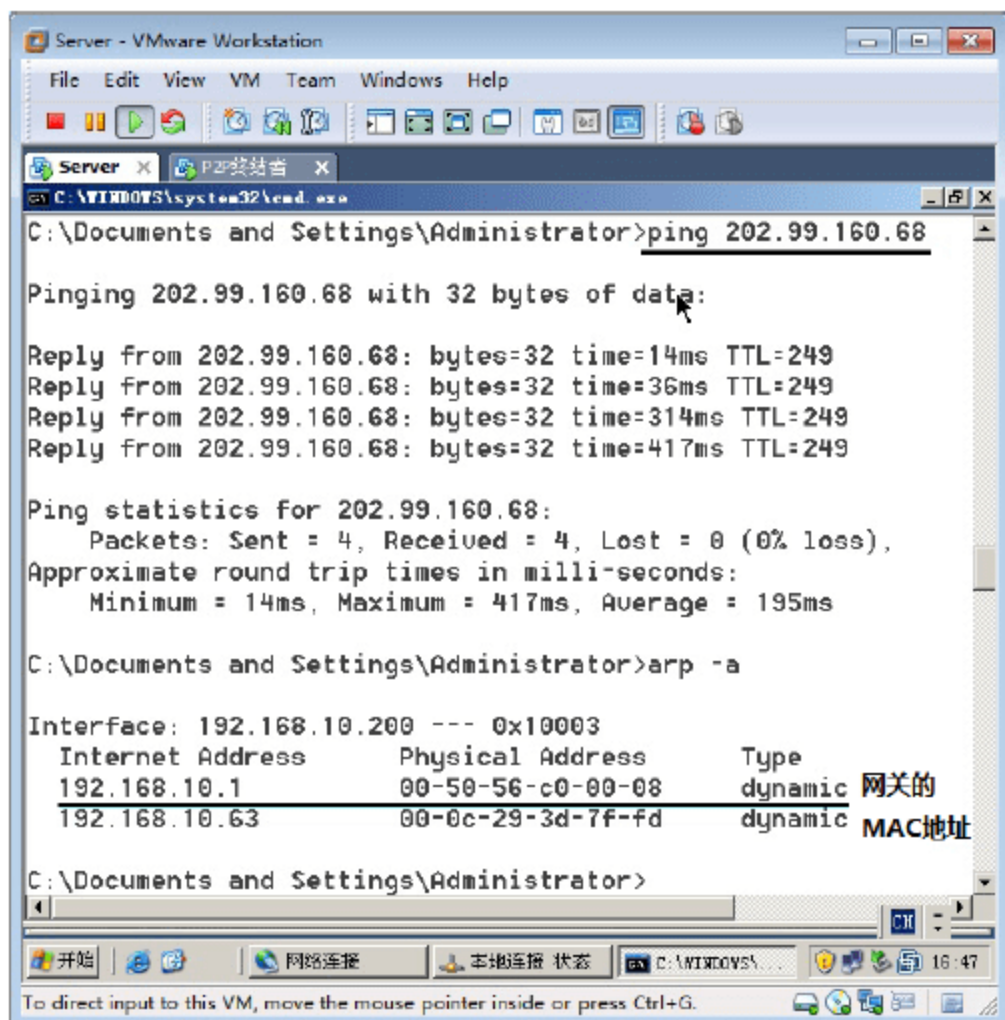 Server - VMware Workstation
File Edit View VM Team Windows Help
Server P2P终结者
C:\WINDOWS\system32\cmd.exe
C:\Documents and Settings\Administrator>ping 202.99.160.68
Pinging 202.99.160.68 with 32 bytes of data:
Reply from 202.99.160.68: bytes=32 time=14ms TTL=249
Reply from 202.99.160.68: bytes=32 time=36ms TTL=249
Reply from 202.99.160.68: bytes=32 time=314ms TTL=249
Reply from 202.99.160.68: bytes=32 time=417ms TTL=249
Ping statistics for 202.99.160.68:
Packets: Sent = 4, Received = 4, Lost = 0 (0% loss),
Approximate round trip times in milli-seconds:
Minimum = 14ms, Maximum = 417ms, Average = 195ms
C:\Documents and Settings\Administrator>arp -a
Interface: 192.168.10.200 --- 0x10003
Internet Address Physical Address Type
192.168.10.1 00-50-56-c0-00-08 dynamic 网关的
192.168.10.63 00-0c-29-3d-7f-fd dynamic MAC地址
C:\Documents and Settings\Administrator>
CH
开始 网络连接 本地连接 状态 C:\WINDOWS\... 16:47
To direct input to this VM, move the mouse pointer inside or press Ctrl+G.